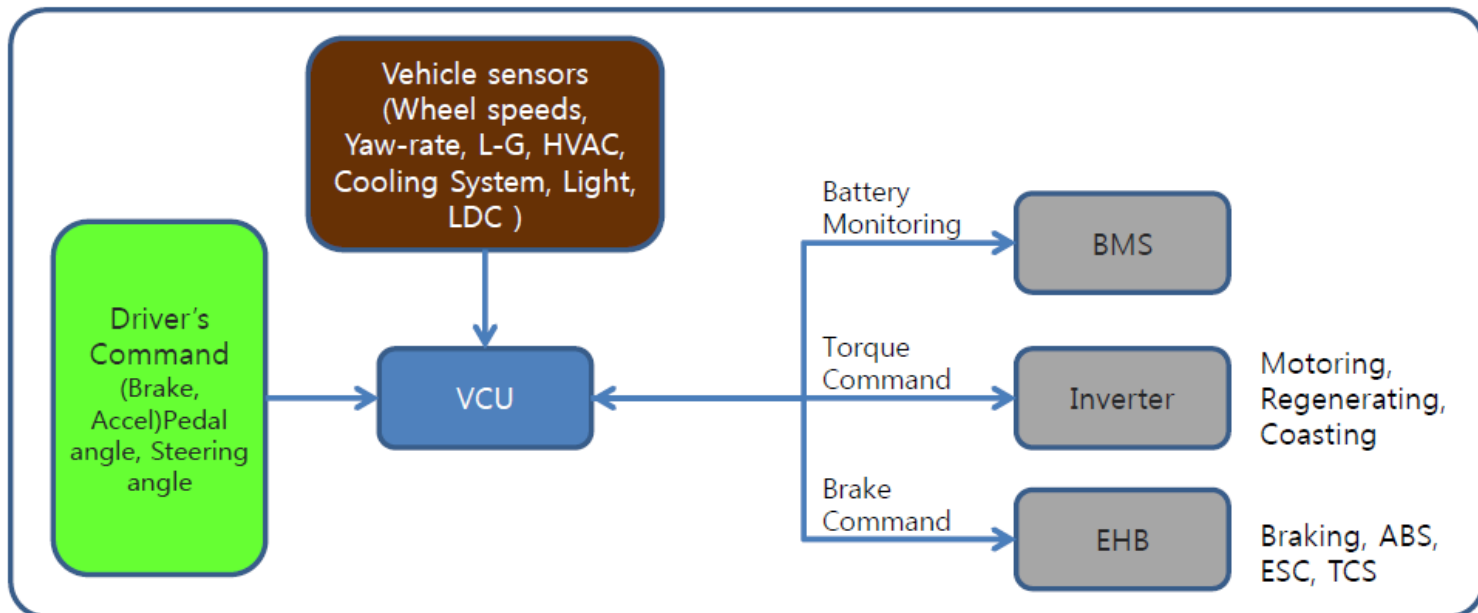 Vehicle sensors
(Wheel speeds,
Yaw-rate, L-G, HVAC,
Cooling System, Light,
LDC )
Driver’s
Command
(Brake,
Accel)Pedal
angle, Steering
angle
VCU
Battery
Monitoring
BMS
Torque
Command
Inverter
Motoring,
Regenerating,
Coasting
Brake
Command
EHB
Braking, ABS,
ESC, TCS